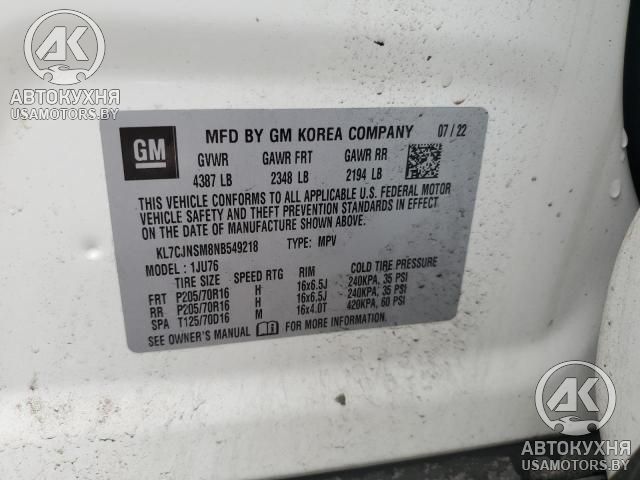 AK
АВТОКУХНЯ
USAMOTORS.BY
GM
MFD BY GM KOREA COMPANY 07 / 22
GVWR GAWR FRT GAWR RR
4387 LB 2348 LB 2194 LB
THIS VEHICLE CONFORMS TO ALL APPLICABLE U.S. FEDERAL MOTOR
VEHICLE SAFETY AND THEFT PREVENTION STANDARDS IN EFFECT
ON THE DATE OF MANUFACTURE SHOWN ABOVE.
KL7CJNSM8NB549218 TYPE: MPV
MODEL : 1JU76
TIRE SIZE SPEED RTG RIM COLD TIRE PRESSURE
FRT P205/70R16 H 16x6.5J 240KPA, 35 PSI
RR P205/70R16 H 16x6.5J 240KPA, 35 PSI
SPA T125/70D16 M 16x4.0T 420KPA, 60 PSI
SEE OWNER'S MANUAL FOR MORE INFORMATION.
AK
АВТОКУХНЯ
USAMOTORS.BY